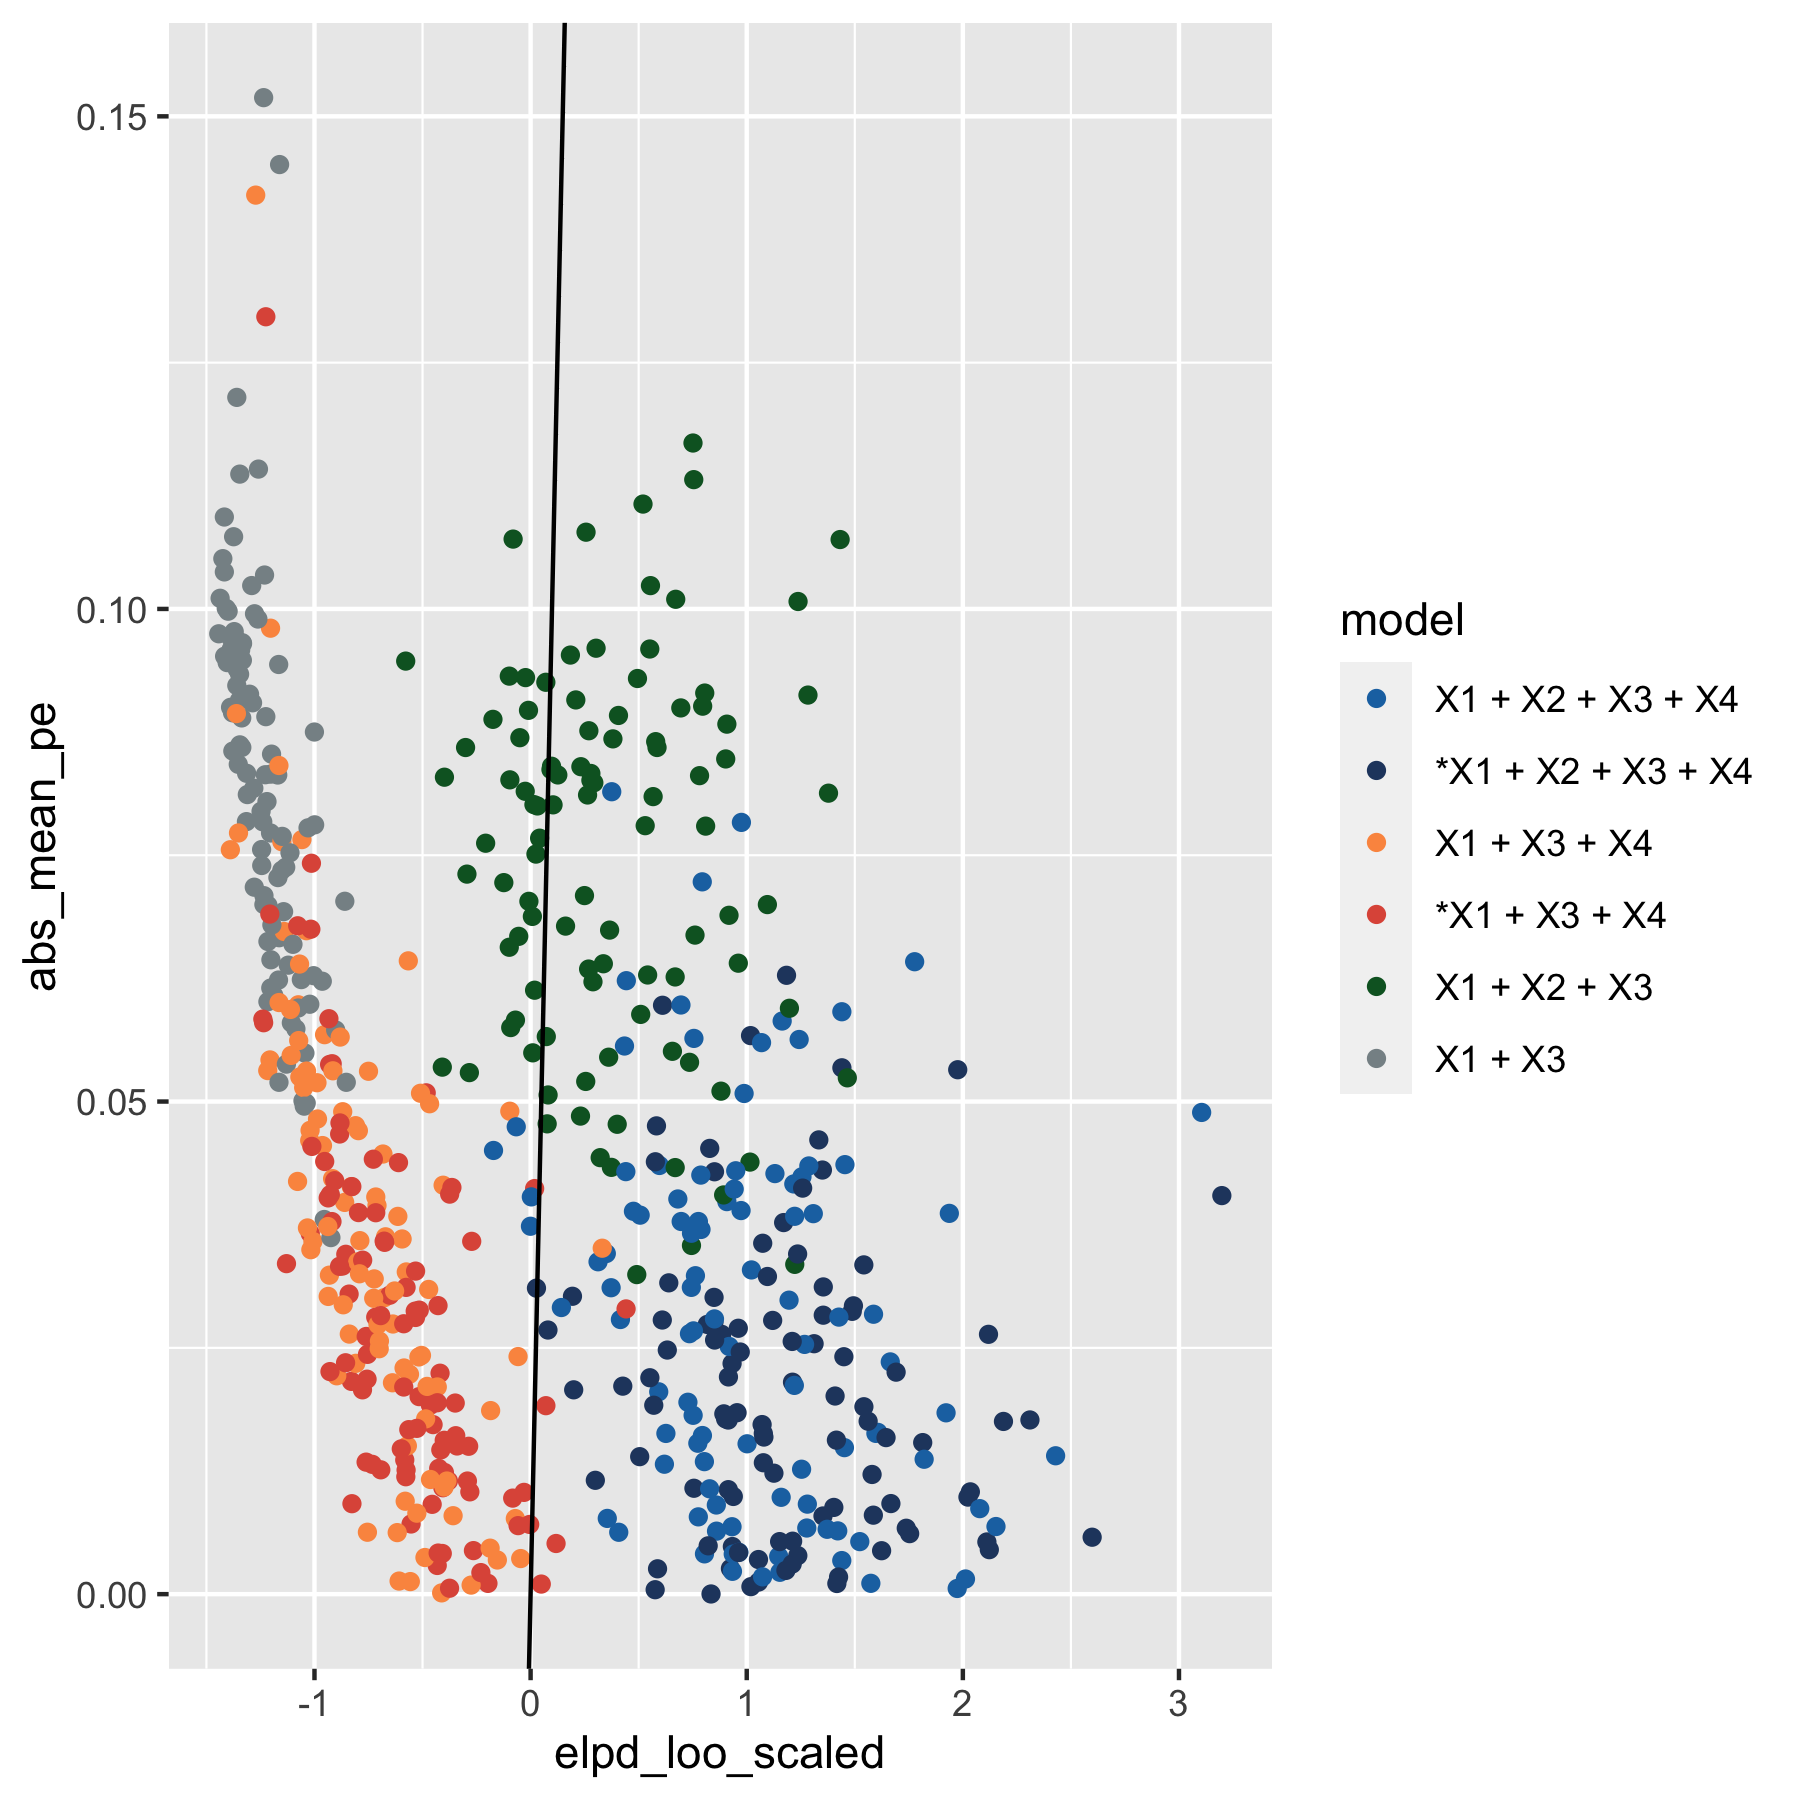 0.15
0.10
0.05
0.00
-1
0
1
2
3
abs_mean_pe
elpd_loo_scaled
model
X1 + X2 + X3 + X4
*X1 + X2 + X3 + X4
X1 + X3 + X4
*X1 + X3 + X4
X1 + X2 + X3
X1 + X3